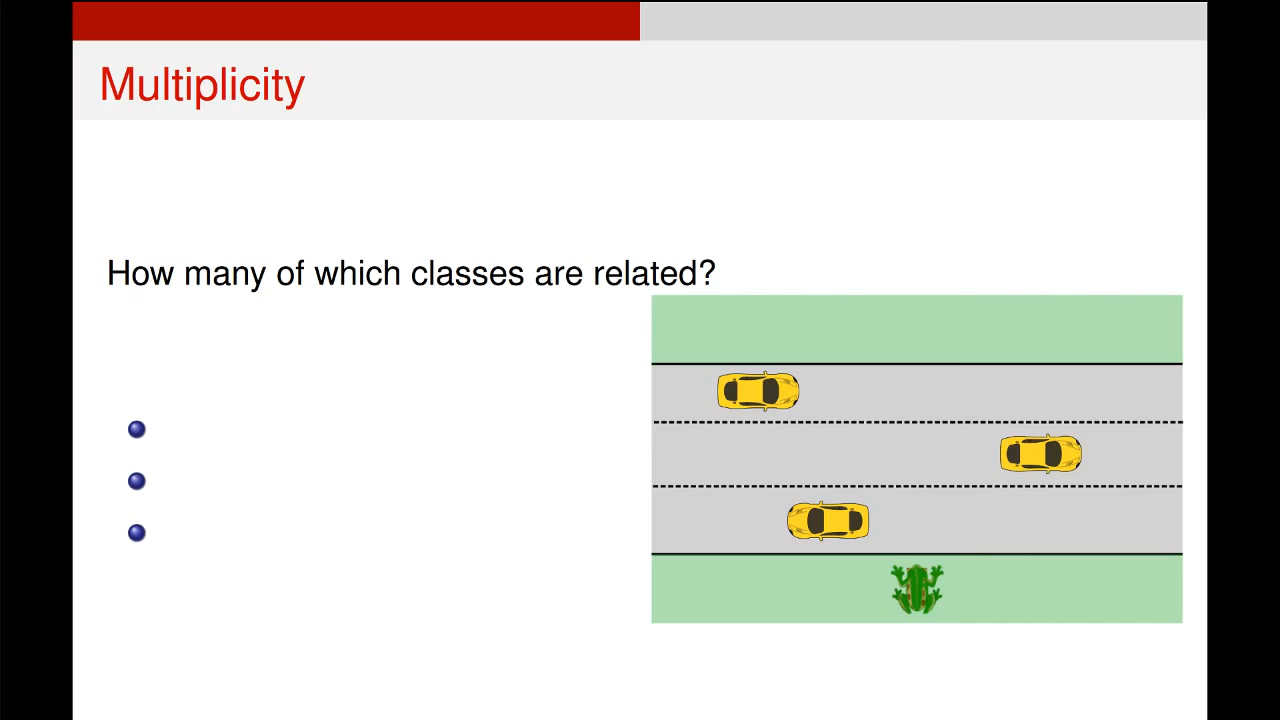 Multiplicity
How many of which classes are related?